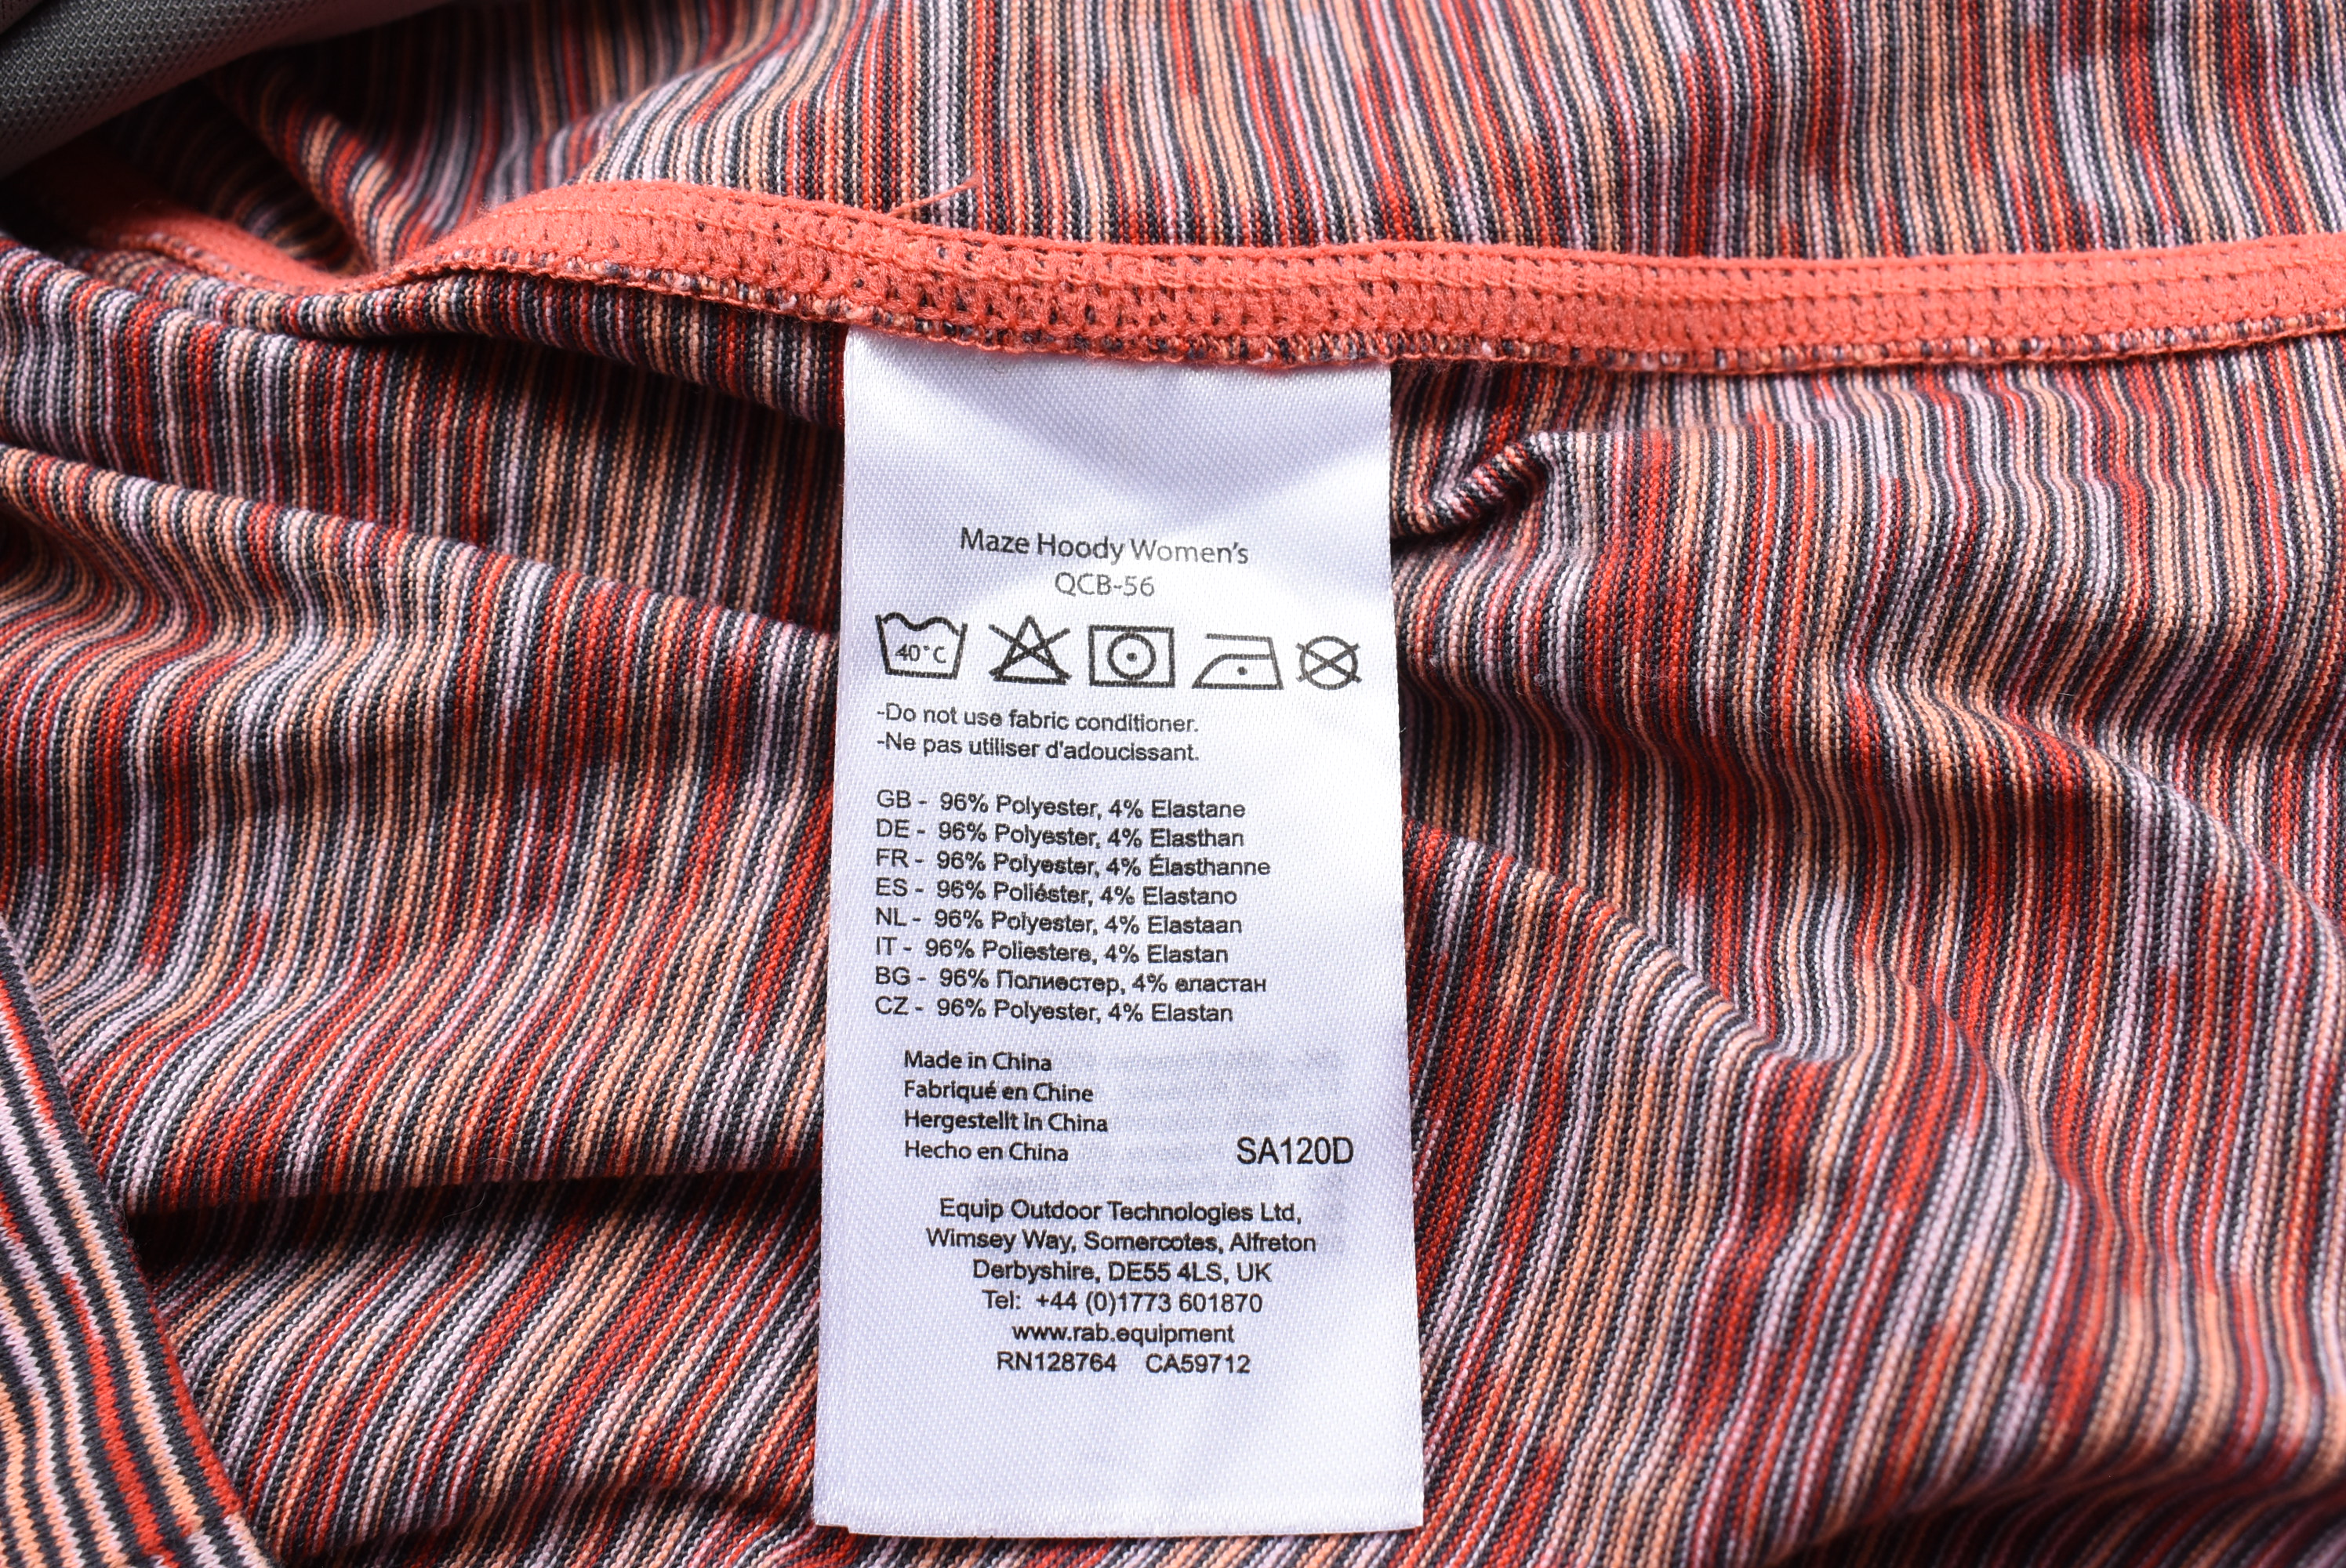 Maze Hoody Women's
QCB-56
40°C
-Do not use fabric conditioner.
-Ne pas utiliser d'adoucissant.
GB - 96% Polyester, 4% Elastane
DE - 96% Polyester, 4% Elasthan
FR - 96% Polyester, 4% Élasthanne
ES - 96% Poliéster, 4% Elastano
NL - 96% Polyester, 4% Elastaan
IT - 96% Poliestere, 4% Elastan
BG - 96% Полиестер, 4% еластан
CZ - 96% Polyester, 4% Elastan
Made in China
Fabriqué en Chine
Hergestellt in China
Hecho en China SA120D
Equip Outdoor Technologies Ltd,
Wimsey Way, Somercotes, Alfreton
Derbyshire, DE55 4LS, UK
Tel: +44 (0)1773 601870
www.rab.equipment
RN128764 CA59712